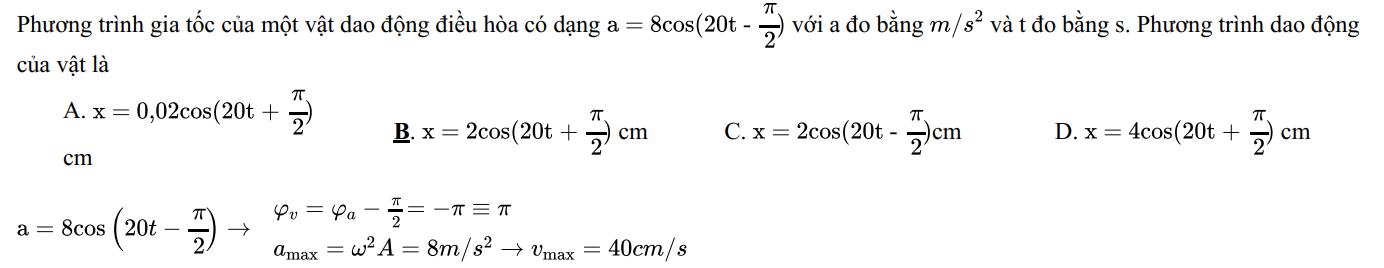 Phương trình gia tốc của một vật dao động điều hòa có dạng a = 8cos(20t - π/2) với a đo bằng m/s² và t đo bằng s. Phương trình dao động
của vật là
A. x = 0,02cos(20t + π/2) cm
B. x = 2cos(20t + π/2) cm
C. x = 2cos(20t - π/2)cm
D. x = 4cos(20t + π/2) cm
a = 8cos (20t − π/2) →
φᵥ = φₐ − π/2 = −π ≡ π
a_max = ω²A = 8m/s² → v_max = 40cm/s